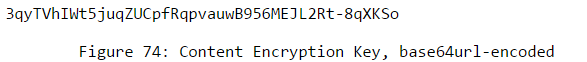 3qyTVhIWt5juqZUCpfRqpvauwB956MEJL2Rt-8qXKSo
Figure 74: Content Encryption Key, base64url-encoded